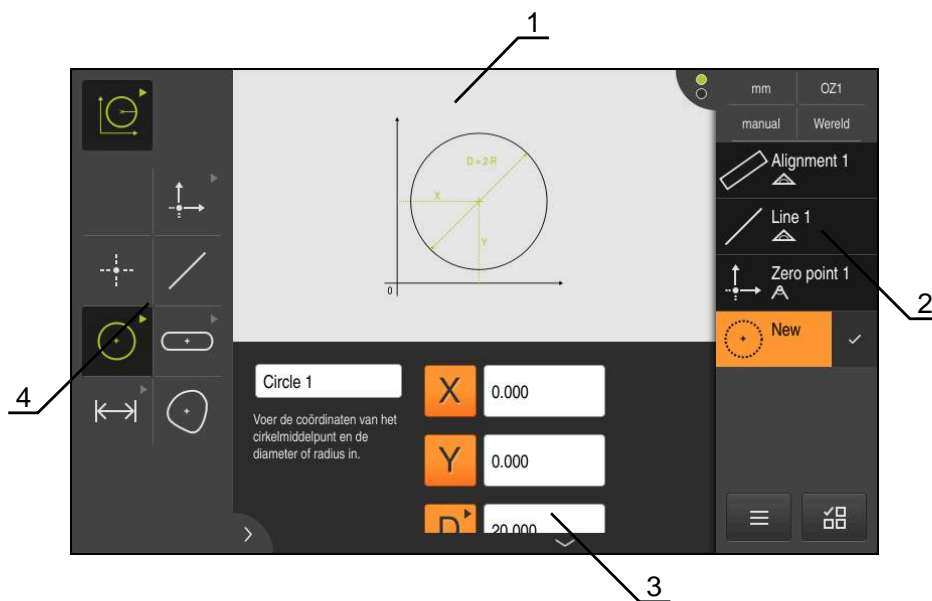 1
mm
OZ1
manual
Wereld
D = 2·R
X
Y
0
Alignment 1
Line 1
Zero point 1
New
2
4
Circle 1
Voer de coördinaten van het
cirkelmiddelpunt en de
diameter of radius in.
X
0.000
Y
0.000
D
20.000
3